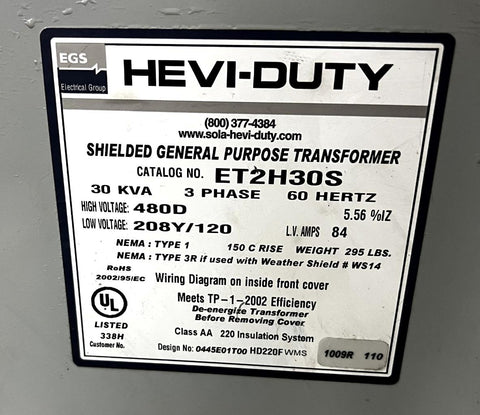 EGS
Electrical Group
HEVI-DUTY
(800) 377-4384
www.sola-hevi-duty.com
SHIELDED GENERAL PURPOSE TRANSFORMER
CATALOG NO. ET2H30S
30 KVA 3 PHASE 60 HERTZ
HIGH VOLTAGE: 480D 5.56 %IZ
LOW VOLTAGE: 208Y/120 L.V. AMPS 84
NEMA : TYPE 1 150 C RISE WEIGHT 295 LBS.
NEMA : TYPE 3R if used with Weather Shield # WS14
RoHS
2002/95/EC
Wiring Diagram on inside front cover
Meets TP-1-2002 Efficiency
De-energize Transformer
Before Removing Cover
UL
LISTED
338H
Customer No.
Class AA 220 Insulation System
Design No: 0445E01T00 HD220F WMS
1009R 110